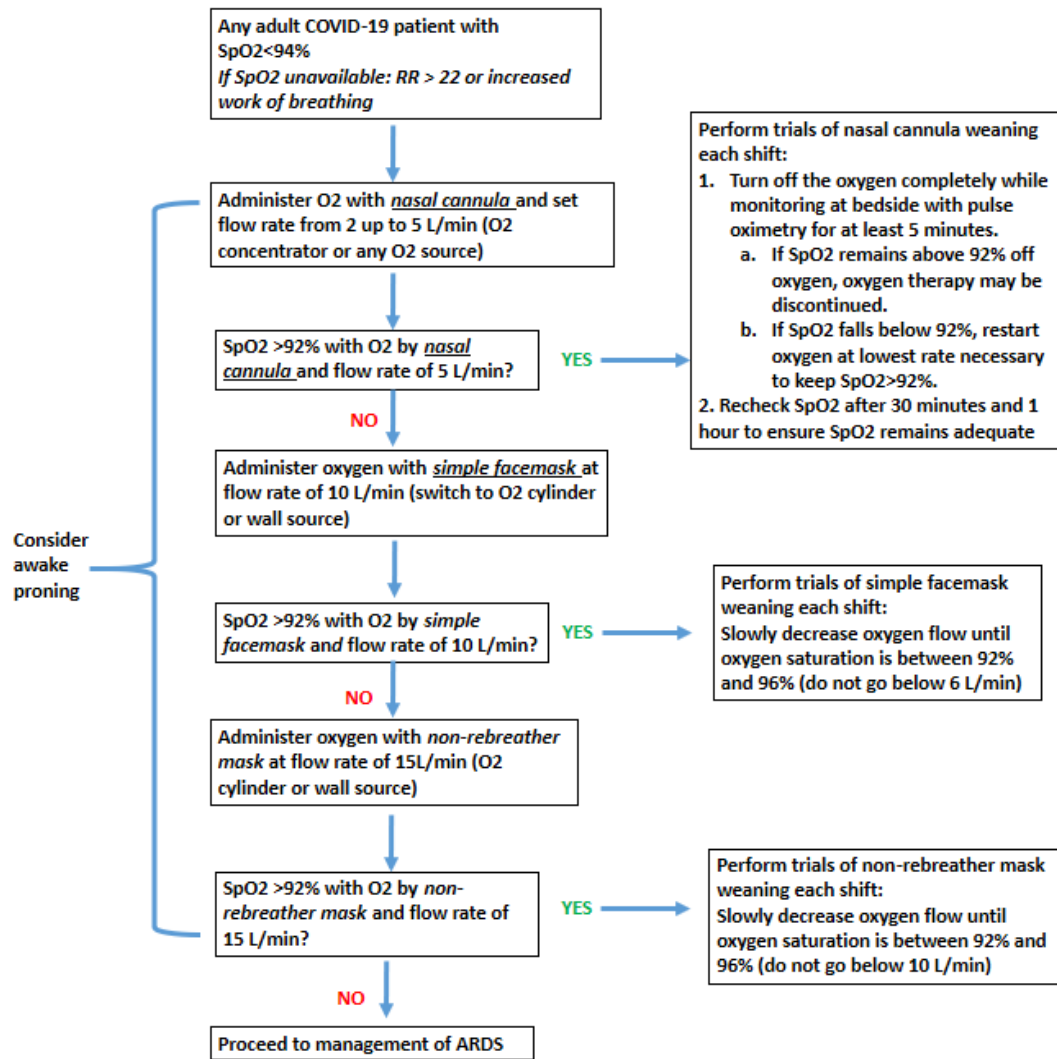 Any adult COVID-19 patient with
SpO2<94%
If SpO2 unavailable: RR > 22 or increased
work of breathing
Administer O2 with nasal cannula and set
flow rate from 2 up to 5 L/min (O2
concentrator or any O2 source)
SpO2 >92% with O2 by nasal
cannula and flow rate of 5 L/min?
YES
Perform trials of nasal cannula weaning
each shift:
1. Turn off the oxygen completely while
monitoring at bedside with pulse
oximetry for at least 5 minutes.
a. If SpO2 remains above 92% off
oxygen, oxygen therapy may be
discontinued.
b. If SpO2 falls below 92%, restart
oxygen at lowest rate necessary
to keep SpO2>92%.
2. Recheck SpO2 after 30 minutes and 1
hour to ensure SpO2 remains adequate
NO
Administer oxygen with simple facemask at
flow rate of 10 L/min (switch to O2 cylinder
or wall source)
Consider
awake
proning
SpO2 >92% with O2 by simple
facemask and flow rate of 10 L/min?
YES
Perform trials of simple facemask
weaning each shift:
Slowly decrease oxygen flow until
oxygen saturation is between 92%
and 96% (do not go below 6 L/min)
NO
Administer oxygen with non-rebreather
mask at flow rate of 15L/min (O2
cylinder or wall source)
SpO2 >92% with O2 by non-
rebreather mask and flow rate of
15 L/min?
YES
Perform trials of non-rebreather mask
weaning each shift:
Slowly decrease oxygen flow until
oxygen saturation is between 92% and
96% (do not go below 10 L/min)
NO
Proceed to management of ARDS